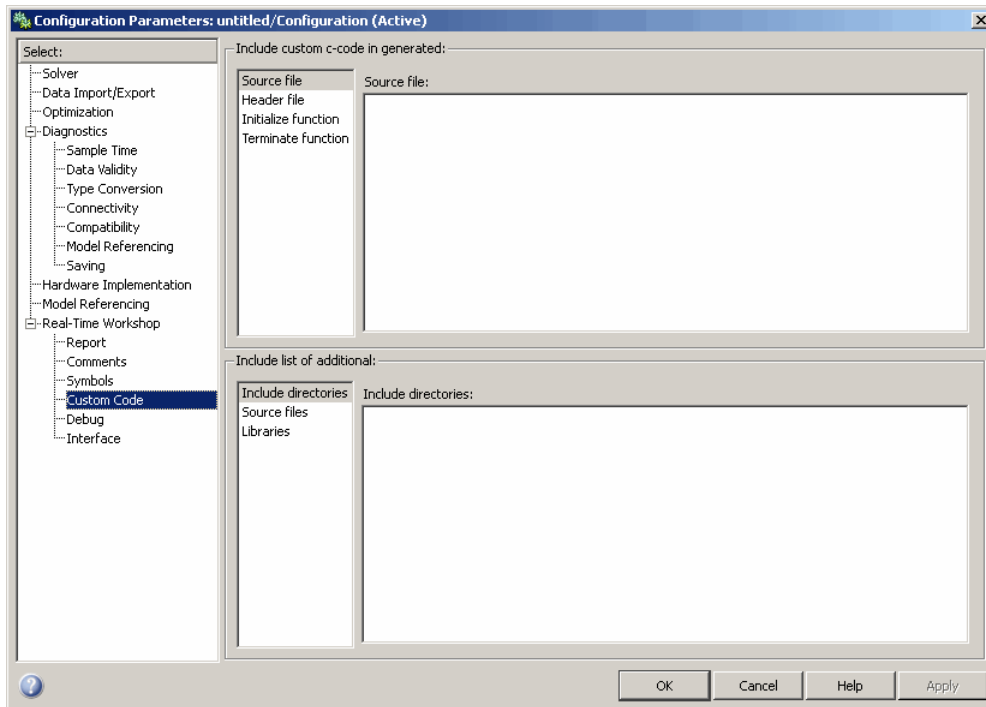 Configuration Parameters: untitled/Configuration (Active)
Select:
Solver
Data Import/Export
Optimization
Diagnostics
Sample Time
Data Validity
Type Conversion
Connectivity
Compatibility
Model Referencing
Saving
Hardware Implementation
Model Referencing
Real-Time Workshop
Report
Comments
Symbols
Custom Code
Debug
Interface
Include custom c-code in generated:
Source file
Header file
Initialize function
Terminate function
Source file:
Include list of additional:
Include directories
Source files
Libraries
Include directories:
OK
Cancel
Help
Apply